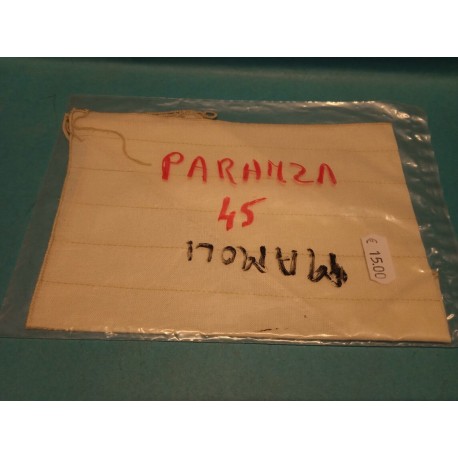 PARANZA
45
MAMOLI
€ 15.00